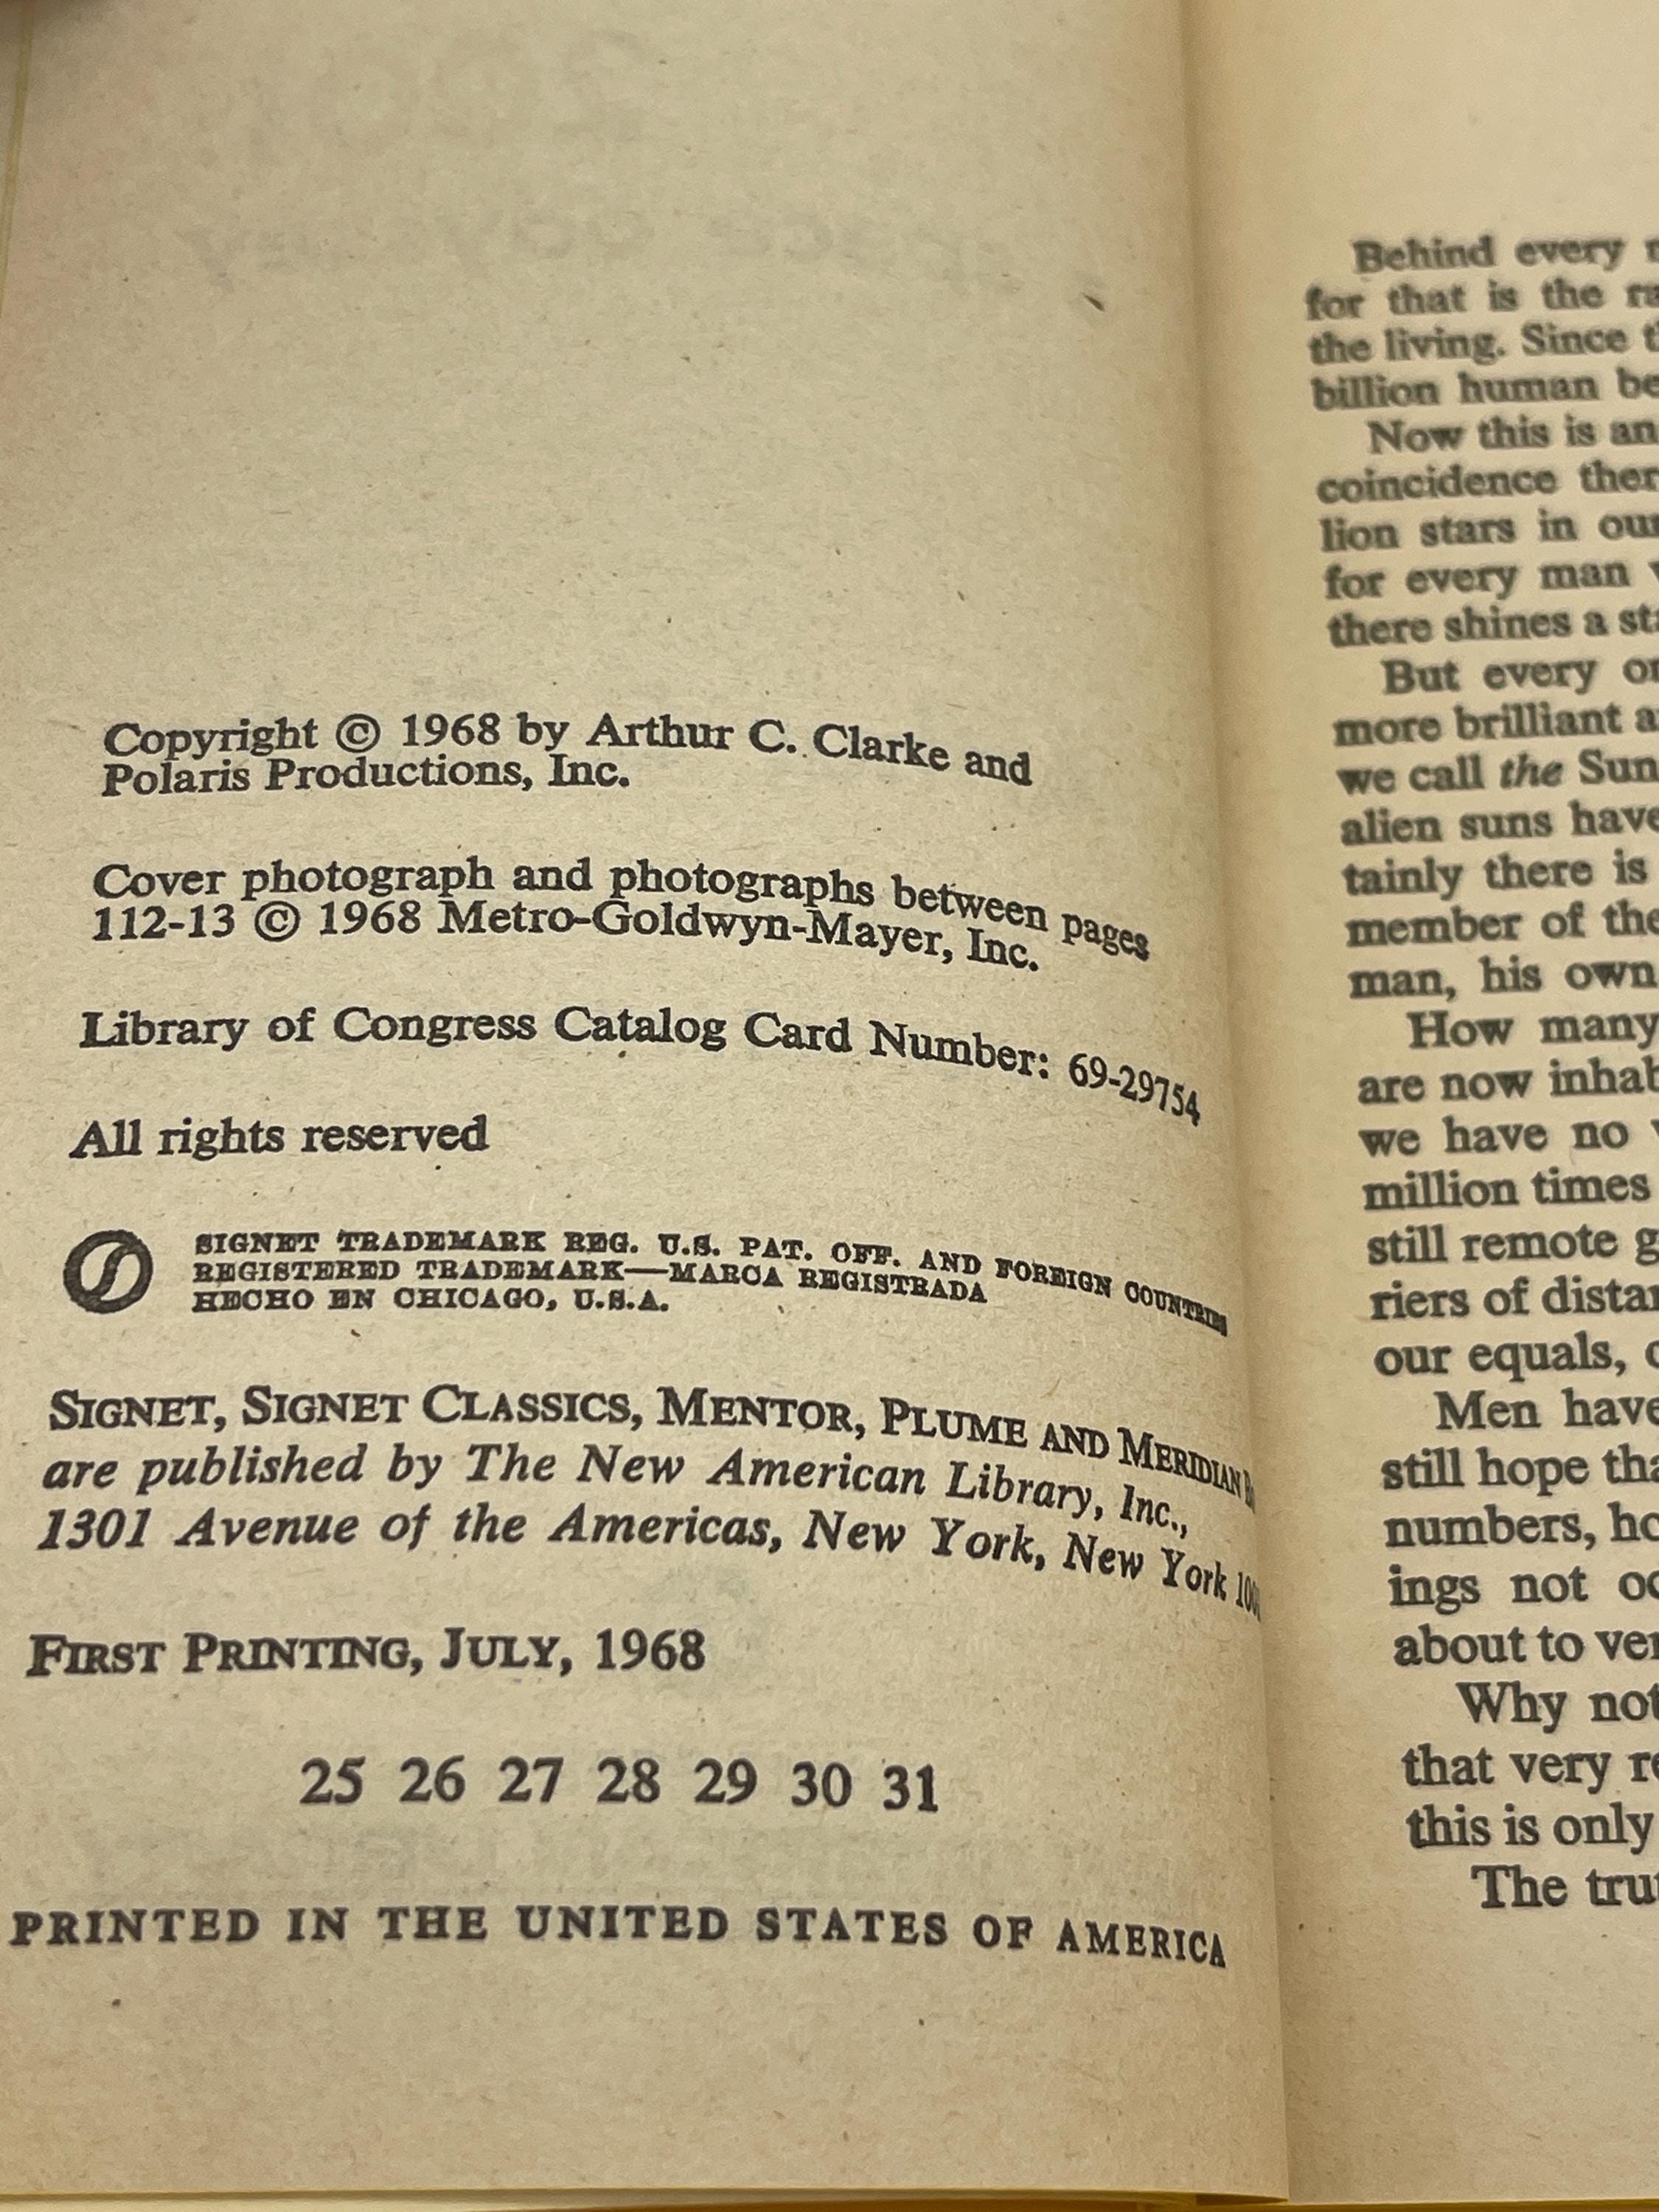 Copyright © 1968 by Arthur C. Clarke and
Polaris Productions, Inc.
Cover photograph and photographs between pages
112-13 © 1968 Metro-Goldwyn-Mayer, Inc.
Library of Congress Catalog Card Number: 69-29754
All rights reserved
SIGNET TRADEMARK REG. U.S. PAT. OFF. AND FOREIGN COUNTRIES
REGISTERED TRADEMARK—MARCA REGISTRADA
HECHO EN CHICAGO, U.S.A.
SIGNET, SIGNET CLASSICS, MENTOR, PLUME AND MERIDIAN
are published by The New American Library, Inc.,
1301 Avenue of the Americas, New York, New York
FIRST PRINTING, JULY, 1968
25 26 27 28 29 30 31
PRINTED IN THE UNITED STATES OF AMERICA
Behind every
for that is the
the living. Since
billion human
Now this is an
coincidence
lion stars in our
for every man
there shines a
But every
more brilliant
we call the Sun
alien suns have
tainly there is
member of the
man, his own
How many
are now
we have no
million times
still remote
riers of
our equals,
Men have
still hope
numbers,
ings not
about to
Why not
that very
this is only
The